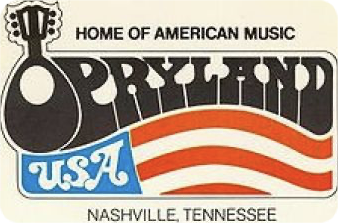 HOME OF AMERICAN MUSIC
OPRYLAND
USA
NASHVILLE, TENNESSEE